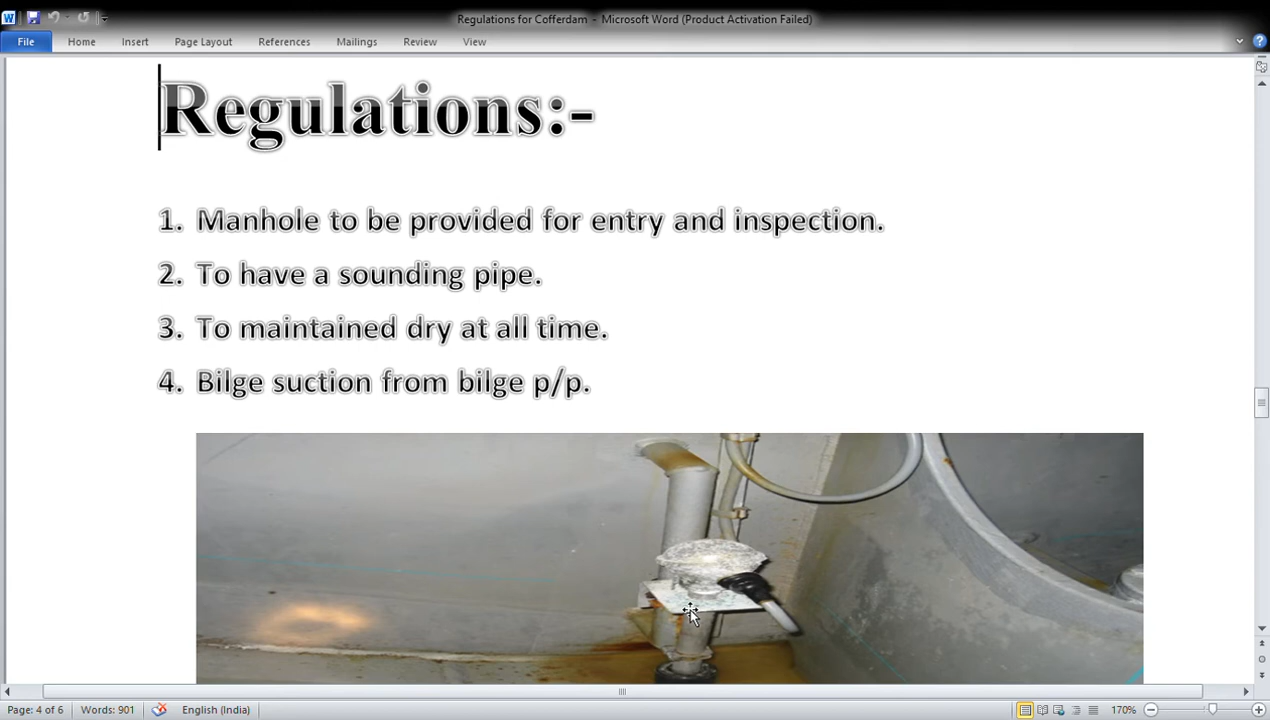 Regulations for Cofferdam - Microsoft Word (Product Activation Failed)
File Home Insert Page Layout References Mailings Review View
Regulations:-
1. Manhole to be provided for entry and inspection.
2. To have a sounding pipe.
3. To maintained dry at all time.
4. Bilge suction from bilge p/p.
Page: 4 of 6 Words: 901 English (India) 170%